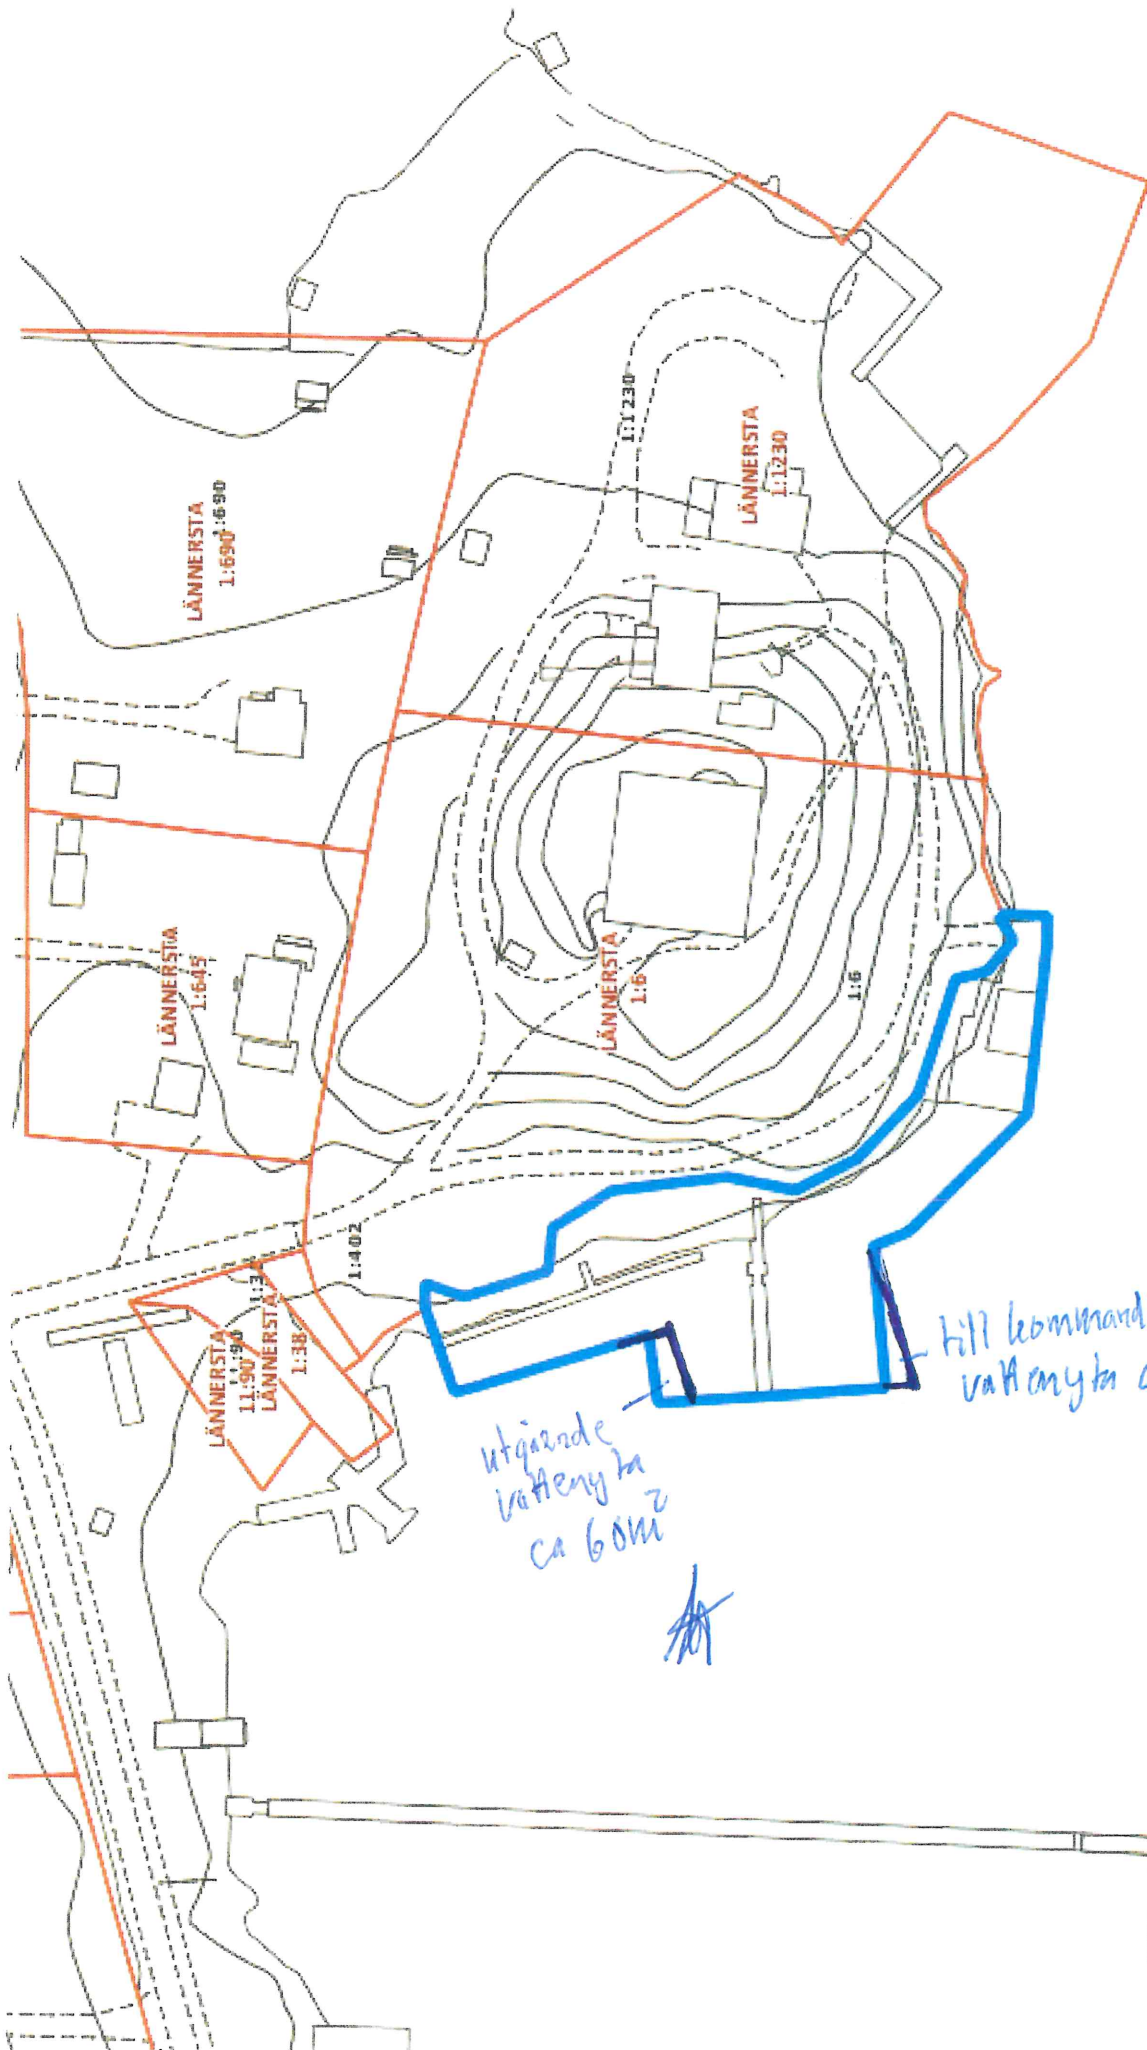 LÄNNERSTA
1:690
1:690
1:1230
LÄNNERSTA
1:1230
LÄNNERSTA
1:645
LÄNNERSTA
1:6
1:6
1:402
LÄNNERSTA
11:90
LÄNNERSTA
1:38
utgående
vattenyta
ca 60m²
till kommand
vattenyta c